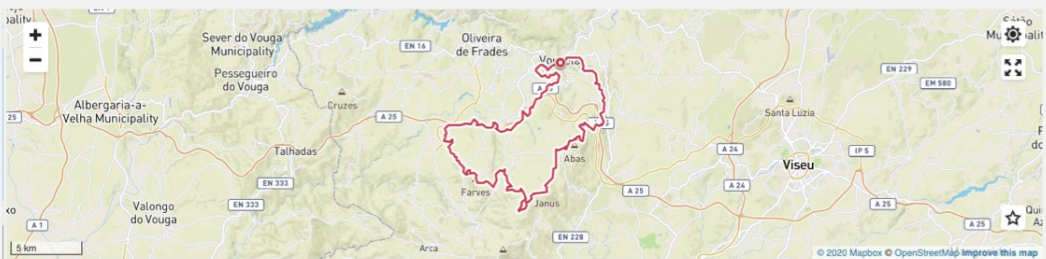 Sever do Vouga
Municipality
Oliveira
de Frades
EN 16
Pessegueiro
do Vouga
EN 229
EM 580
Albergaria-a-
Velha Municipality
Cruzes
Santa Luzia
25
A 25
Talhadas
Abas
A 24
IP 5
Viseu
EN 333
Farves
A 25
A 24
EN 333
Janus
A 25
Valongo
do Vouga
A 1
A 25
EN 228
5 km
Arca
© 2020 Mapbox © OpenStreetMap Improve this map